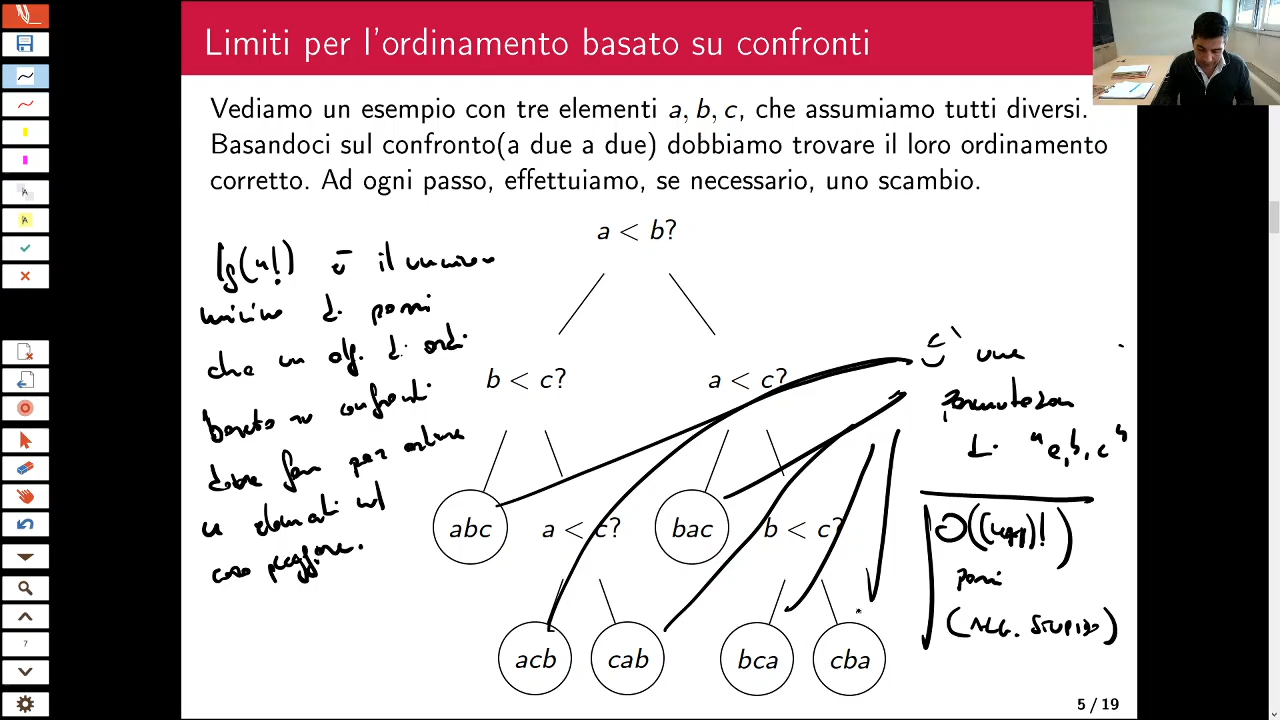 Limiti per l'ordinamento basato su confronti
Vediamo un esempio con tre elementi a, b, c, che assumiamo tutti diversi.
Basandoci sul confronto(a due a due) dobbiamo trovare il loro ordinamento
corretto. Ad ogni passo, effettuiamo, se necessario, uno scambio.
a < b?
b < c?
a < c?
abc
a < c?
bac
b < c?
acb
cab
bca
cba
lg(n!) è il numero
minimo di passi
che un alg. di ordi.
basato su confronti
deve fare per ordinare
n elementi nel
caso peggiore.
C'è una
permutazion
di "a, b, c"
passi
(ALG. STUPIDO)
5 / 19